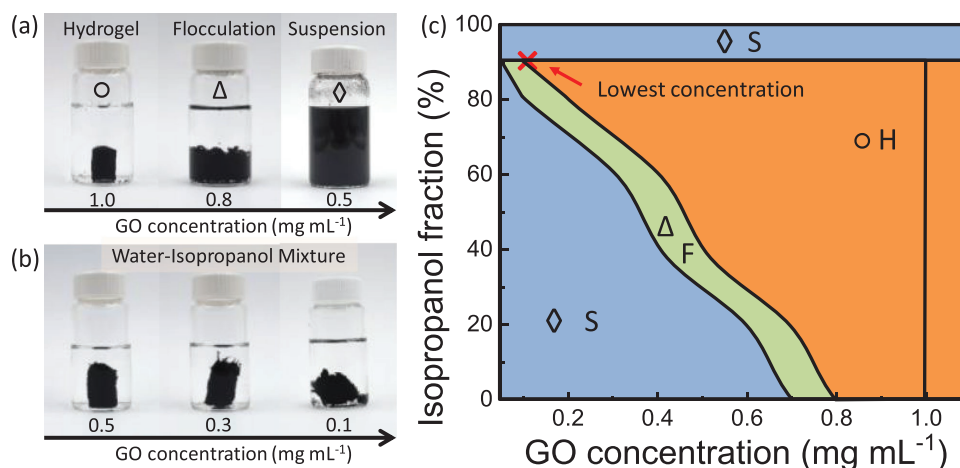 (a)
Hydrogel Flocculation Suspension
1.0 0.8 0.5
GO concentration (mg mL⁻¹)
(b)
Water-Isopropanol Mixture
0.5 0.3 0.1
GO concentration (mg mL⁻¹)
(c)
Isopropanol fraction (%)
80
60
40
20
0
S
Lowest concentration
H
F
S
0.2 0.4 0.6 0.8 1.0
GO concentration (mg mL⁻¹)